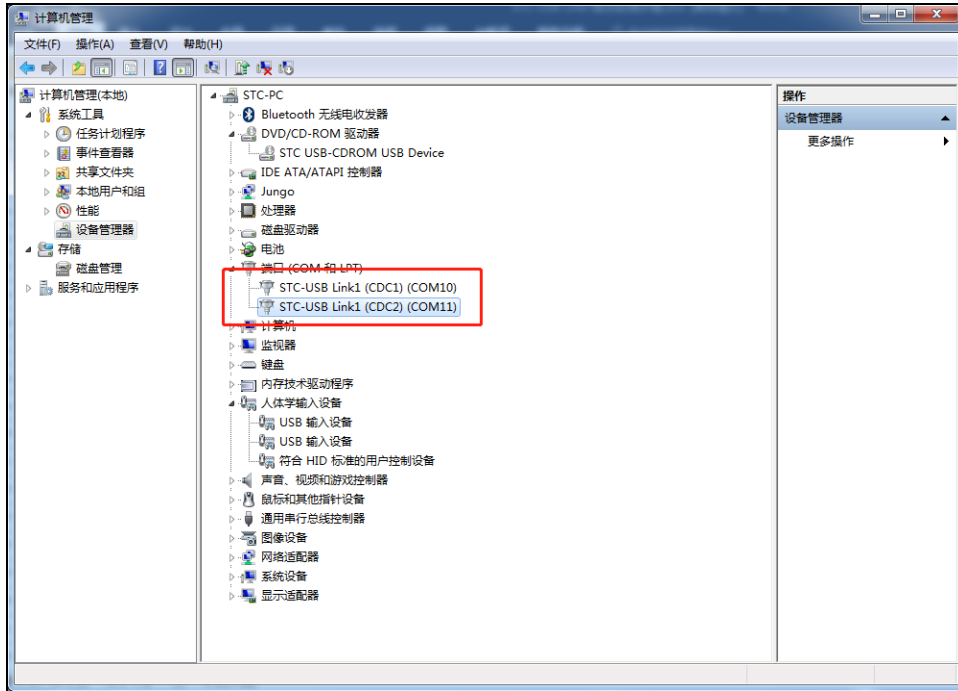 计算机管理
文件(F) 操作(A) 查看(V) 帮助(H)
计算机管理(本地)
系统工具
任务计划程序
事件查看器
共享文件夹
本地用户和组
性能
设备管理器
存储
磁盘管理
服务和应用程序
STC-PC
Bluetooth 无线电收发器
DVD/CD-ROM 驱动器
STC USB-CDROM USB Device
IDE ATA/ATAPI 控制器
Jungo
处理器
磁盘驱动器
电池
端口 (COM 和 LPT)
STC-USB Link1 (CDC1) (COM10)
STC-USB Link1 (CDC2) (COM11)
计算机
监视器
键盘
内存技术驱动程序
人体学输入设备
USB 输入设备
USB 输入设备
符合 HID 标准的用户控制设备
声音、视频和游戏控制器
鼠标和其他指针设备
通用串行总线控制器
图像设备
网络适配器
系统设备
显示适配器
操作
设备管理器
更多操作